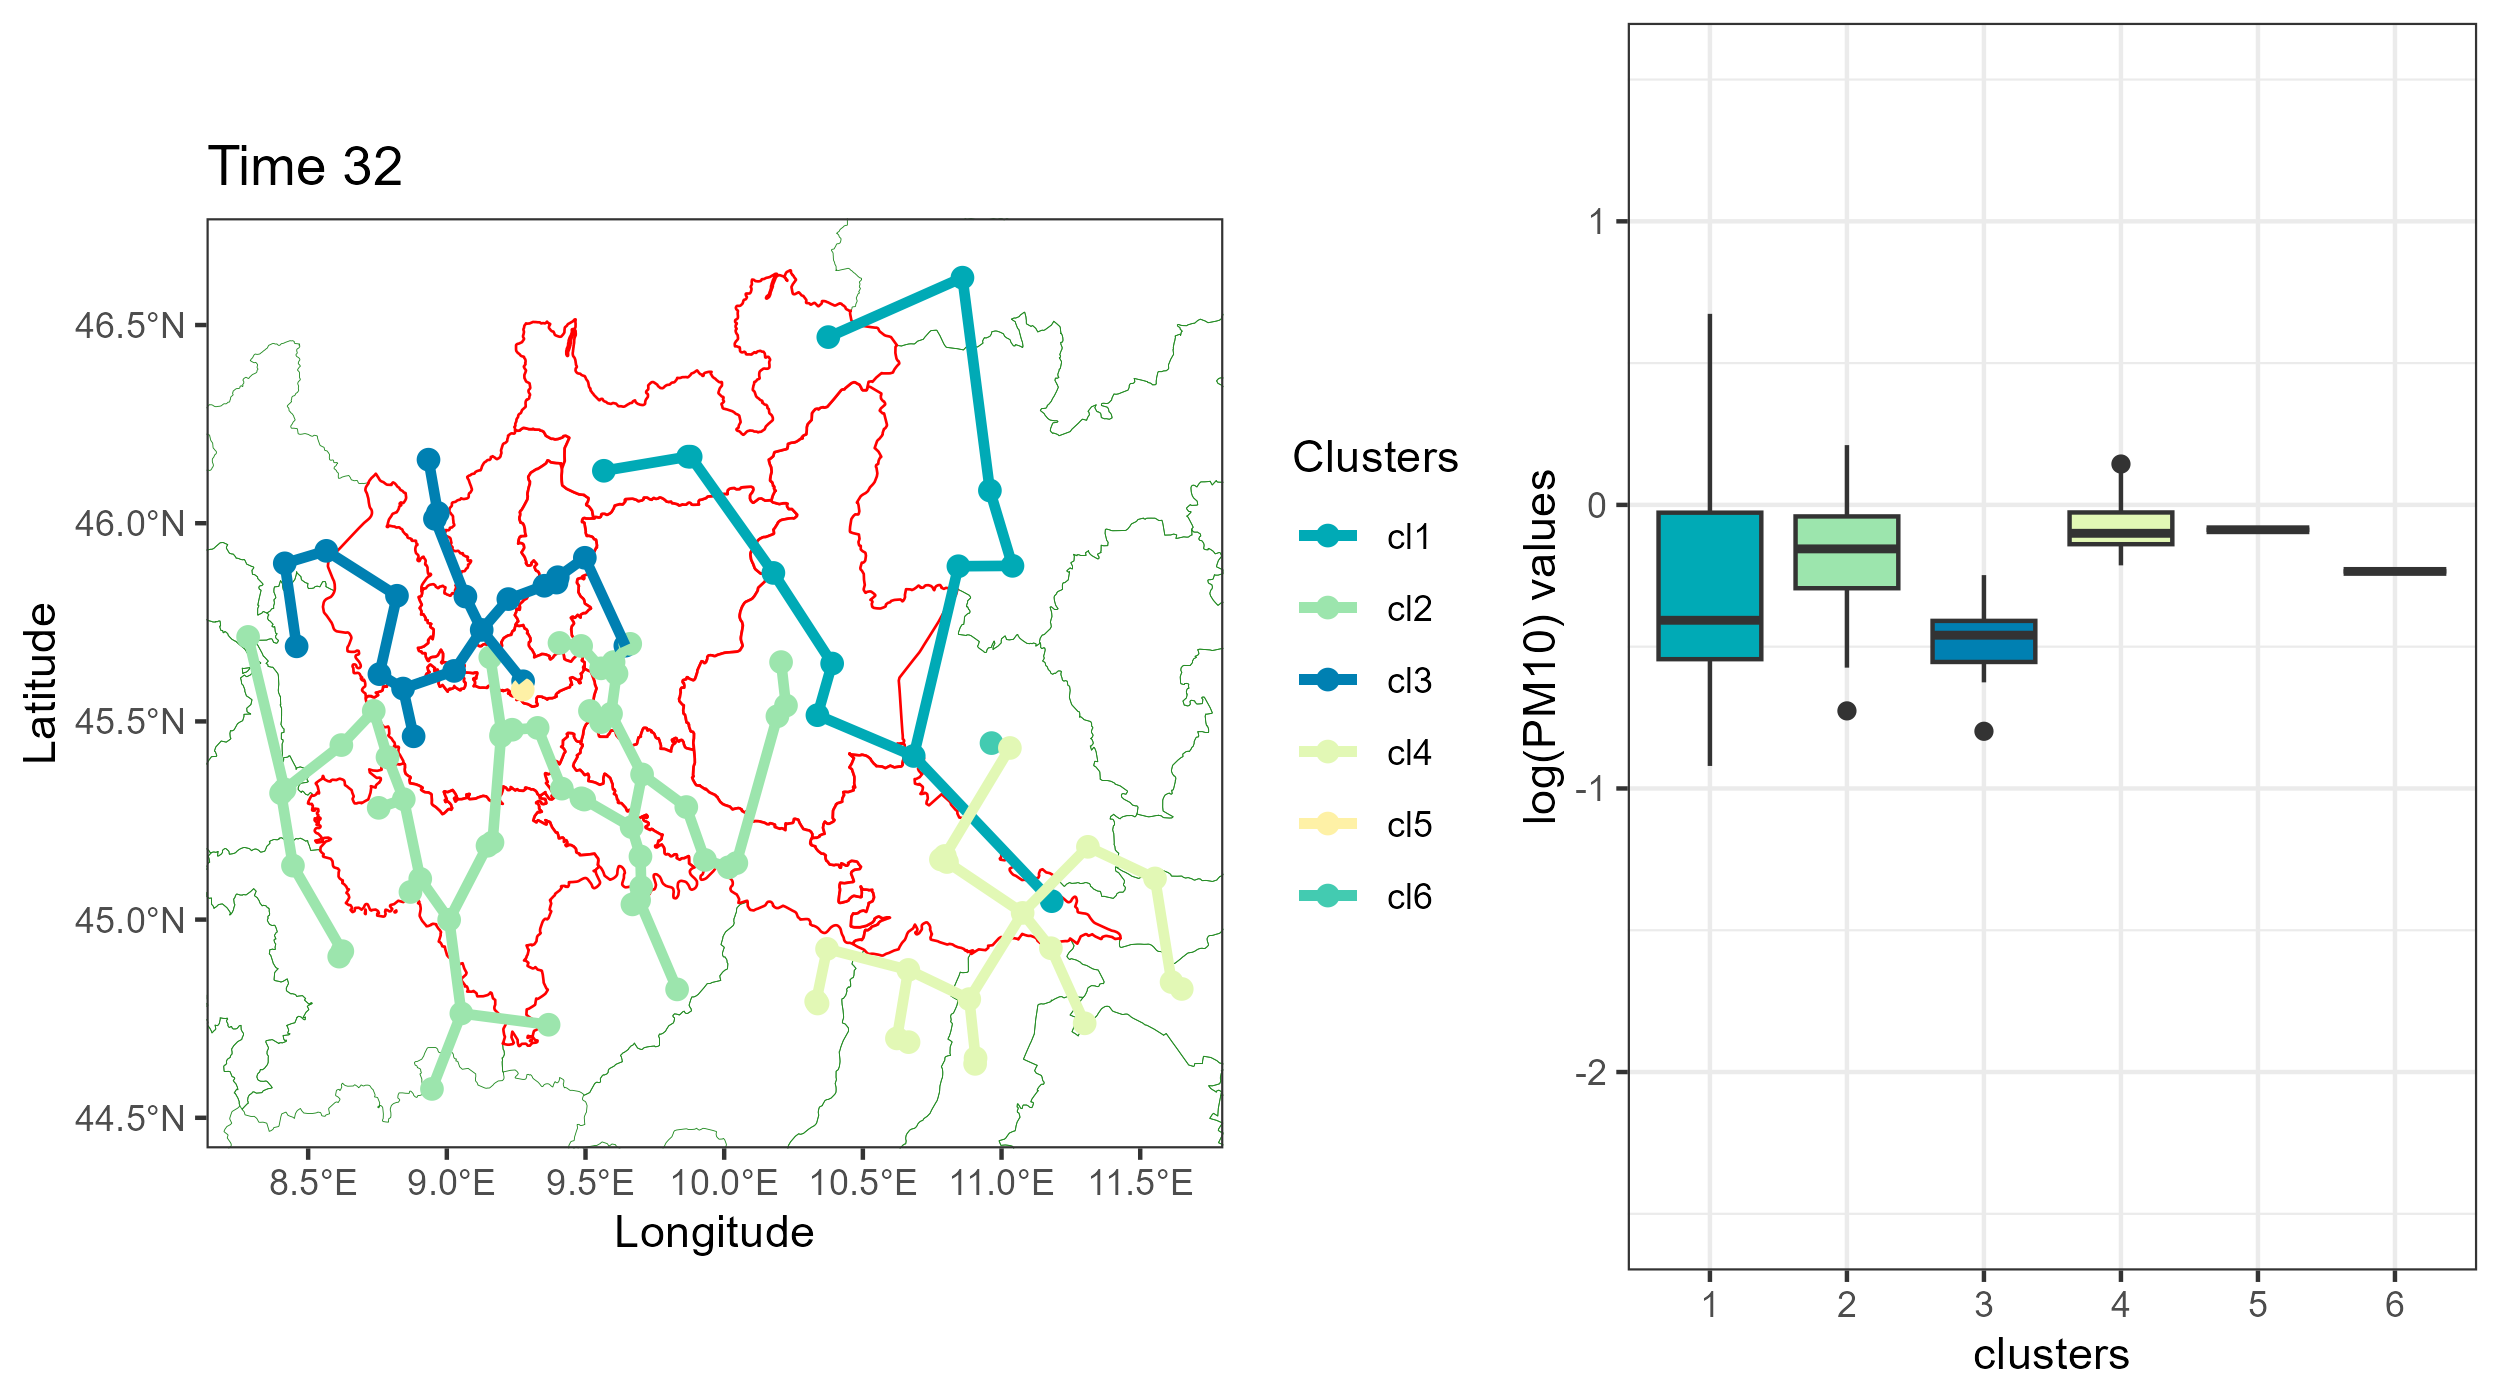 Time 32
Latitude
46.5°N
46.0°N
45.5°N
45.0°N
44.5°N
8.5°E
9.0°E
9.5°E
10.0°E
10.5°E
11.0°E
11.5°E
Longitude
Clusters
cl1
cl2
cl3
cl4
cl5
cl6
log(PM10) values
1
0
-1
-2
1
2
3
4
5
6
clusters